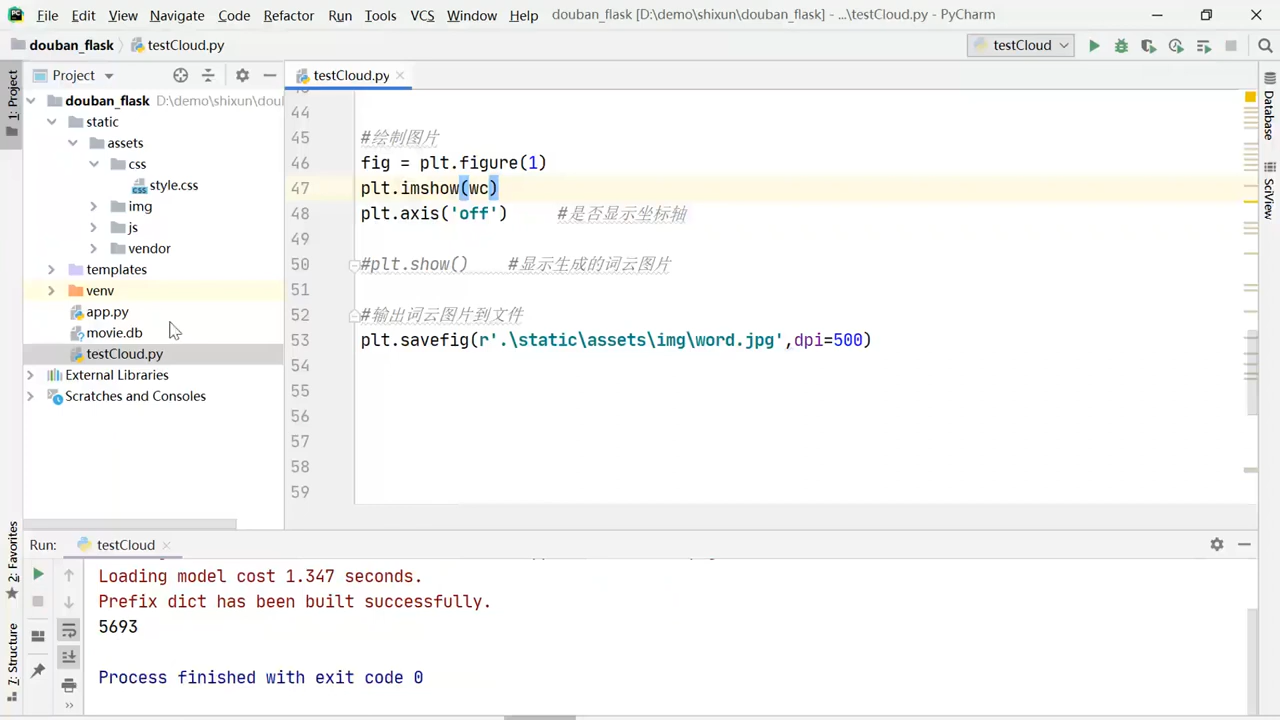 File Edit View Navigate Code Refactor Run Tools VCS Window Help douban_flask [D:\demo\shixun\douban_flask] - ...\testCloud.py - PyCharm
douban_flask testCloud.py testCloud
1: Project
Project
testCloud.py
douban_flask D:\demo\shixun\doul
static
assets
css
style.css
img
js
vendor
templates
venv
app.py
movie.db
testCloud.py
External Libraries
Scratches and Consoles
44
45 #绘制图片
46 fig = plt.figure(1)
47 plt.imshow(wc)
48 plt.axis('off') #是否显示坐标轴
49
50 #plt.show() #显示生成的词云图片
51
52 #输出词云图片到文件
53 plt.savefig(r'.\static\assets\img\word.jpg',dpi=500)
54
55
56
57
58
59
Database
SciView
2: Favorites
7: Structure
Run: testCloud
Loading model cost 1.347 seconds.
Prefix dict has been built successfully.
5693
Process finished with exit code 0